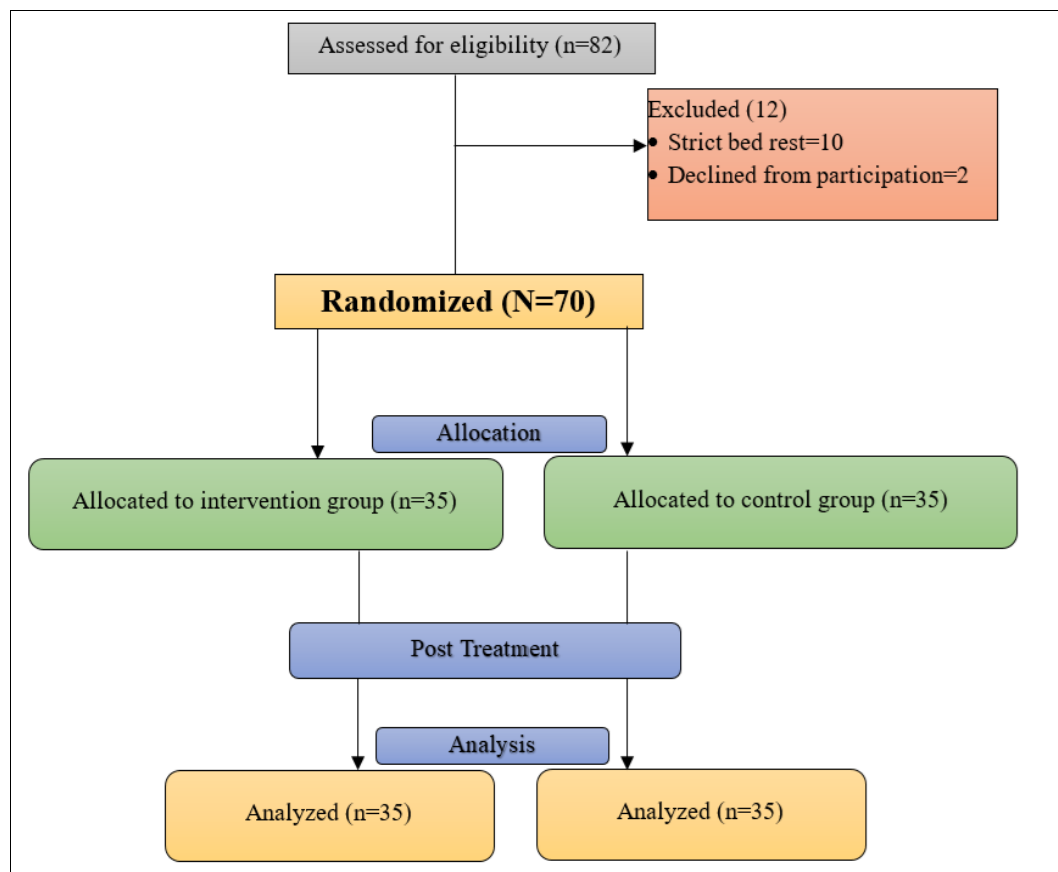 Assessed for eligibility (n=82)
Excluded (12)
• Strict bed rest=10
• Declined from participation=2
Randomized (N=70)
Allocation
Allocated to intervention group (n=35)
Allocated to control group (n=35)
Post Treatment
Analysis
Analyzed (n=35)
Analyzed (n=35)